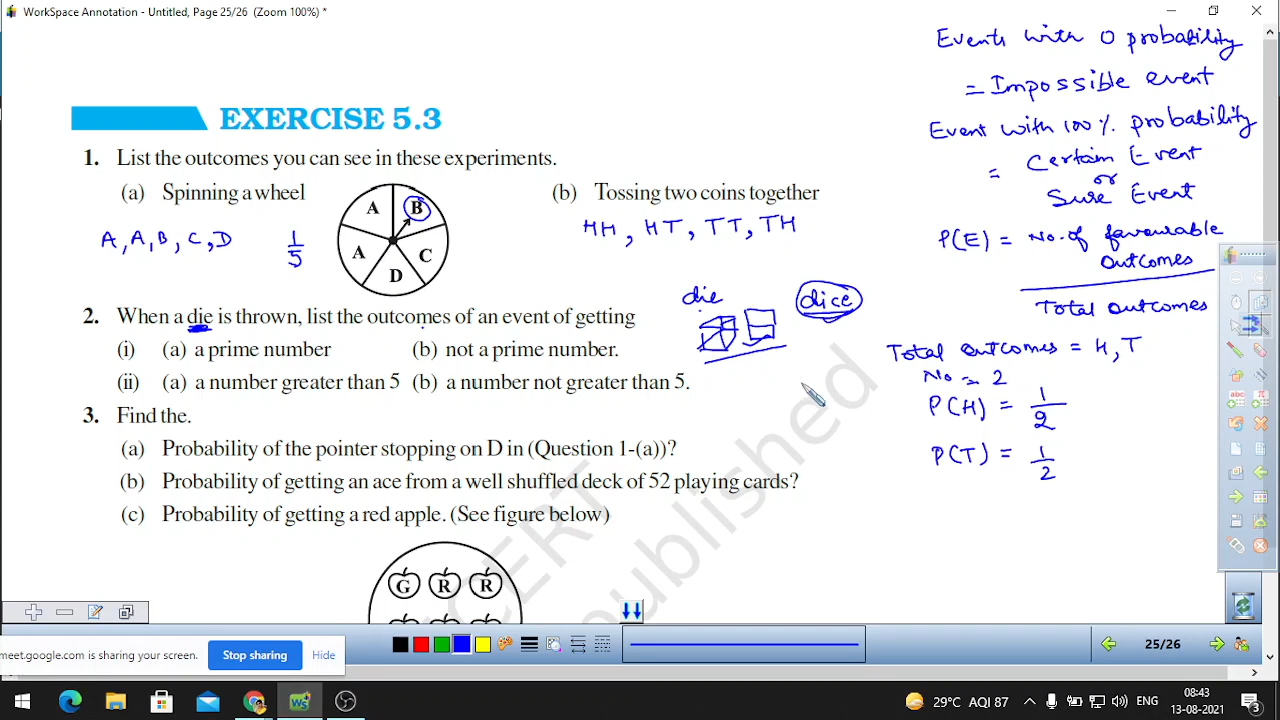 WorkSpace Annotation - Untitled, Page 25/26 (Zoom 100%) *
Events with 0 probability
= Impossible event
Event with 100% probability
= Certain Event
or
Sure Event
P(E) = No. of favourable
outcomes
Total outcomes
Total outcomes = H, T
No = 2
P(H) = 1
2
P(T) = 1
2
EXERCISE 5.3
1. List the outcomes you can see in these experiments.
(a) Spinning a wheel
(b) Tossing two coins together
A B
A C
D
A, A, B, C, D
1
5
HH, HT, TT, TH
die
dice
2. When a die is thrown, list the outcomes of an event of getting
(i) (a) a prime number (b) not a prime number.
(ii) (a) a number greater than 5 (b) a number not greater than 5.
3. Find the.
(a) Probability of the pointer stopping on D in (Question 1-(a))?
(b) Probability of getting an ace from a well shuffled deck of 52 playing cards?
(c) Probability of getting a red apple. (See figure below)
G R R
published
abc
meet.google.com is sharing your screen.
Stop sharing
Hide
25/26
29°C AQI 87
ENG
08:43
13-08-2021
3